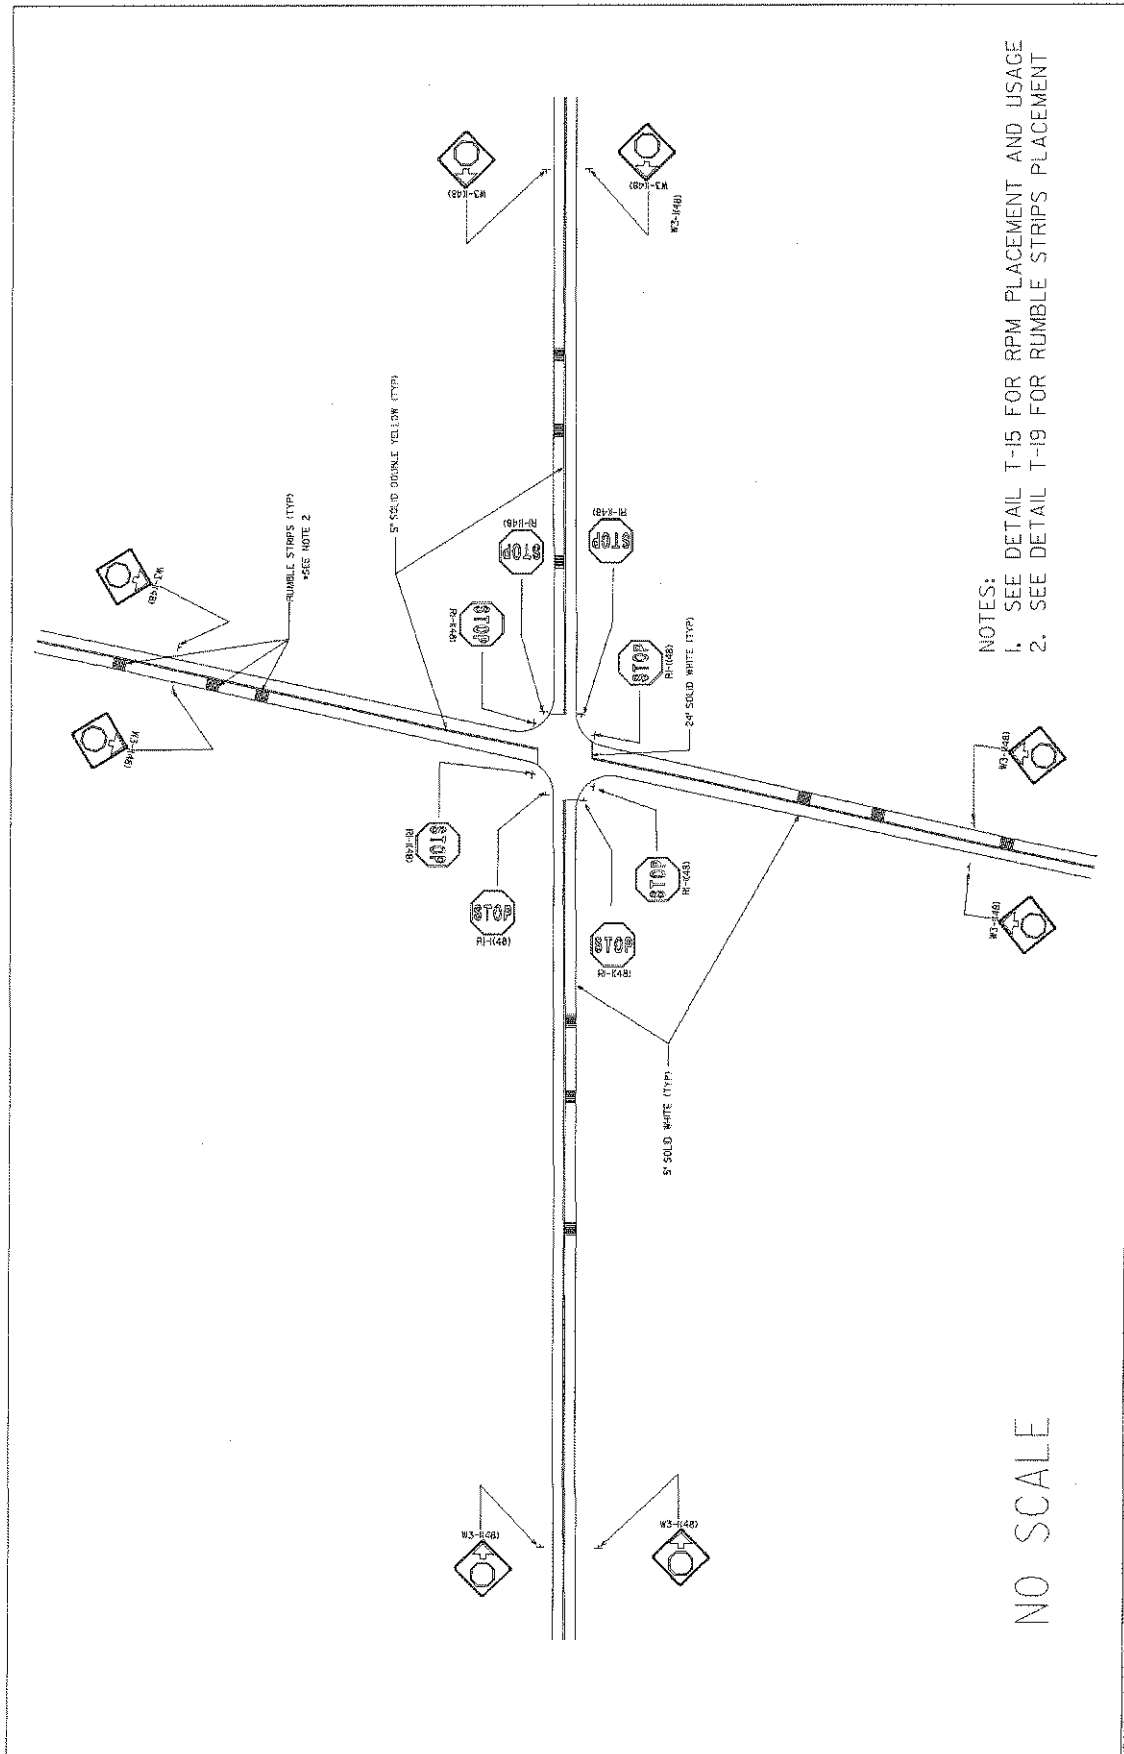 W3-1(48)
W3-1(48)
W3-1(48)
5" SOLID DOUBLE YELLOW (TYP)
RUMBLE STRIPS (TYP)
*SEE NOTE 2
W3-1(48)
W3-1(48)
STOP
R1-1(48)
STOP
R1-1(48)
STOP
R1-1(48)
STOP
R1-1(48)
24" SOLID WHITE (TYP)
STOP
R1-1(48)
STOP
R1-1(48)
STOP
R1-1(48)
STOP
R1-1(48)
W3-1(48)
W3-1(48)
5" SOLID WHITE (TYP)
W3-1(48)
W3-1(48)
NOTES:
1. SEE DETAIL T-15 FOR RPM PLACEMENT AND USAGE
2. SEE DETAIL T-19 FOR RUMBLE STRIPS PLACEMENT
NO SCALE